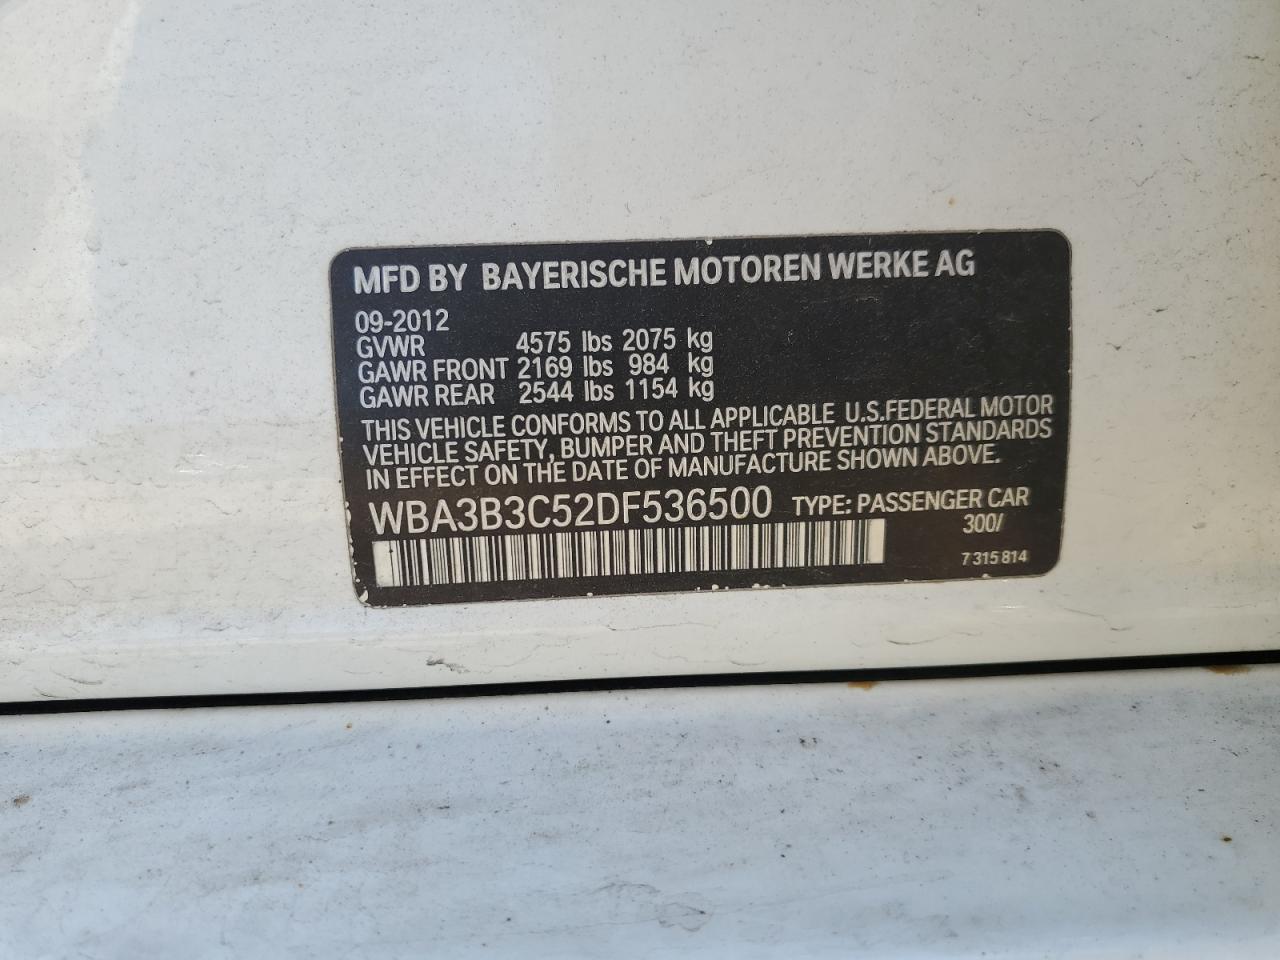 MFD BY BAYERISCHE MOTOREN WERKE AG
09-2012
GVWR 4575 lbs 2075 kg
GAWR FRONT 2169 lbs 984 kg
GAWR REAR 2544 lbs 1154 kg
THIS VEHICLE CONFORMS TO ALL APPLICABLE U.S.FEDERAL MOTOR
VEHICLE SAFETY, BUMPER AND THEFT PREVENTION STANDARDS
IN EFFECT ON THE DATE OF MANUFACTURE SHOWN ABOVE.
WBA3B3C52DF536500 TYPE: PASSENGER CAR
300/
7 315 814